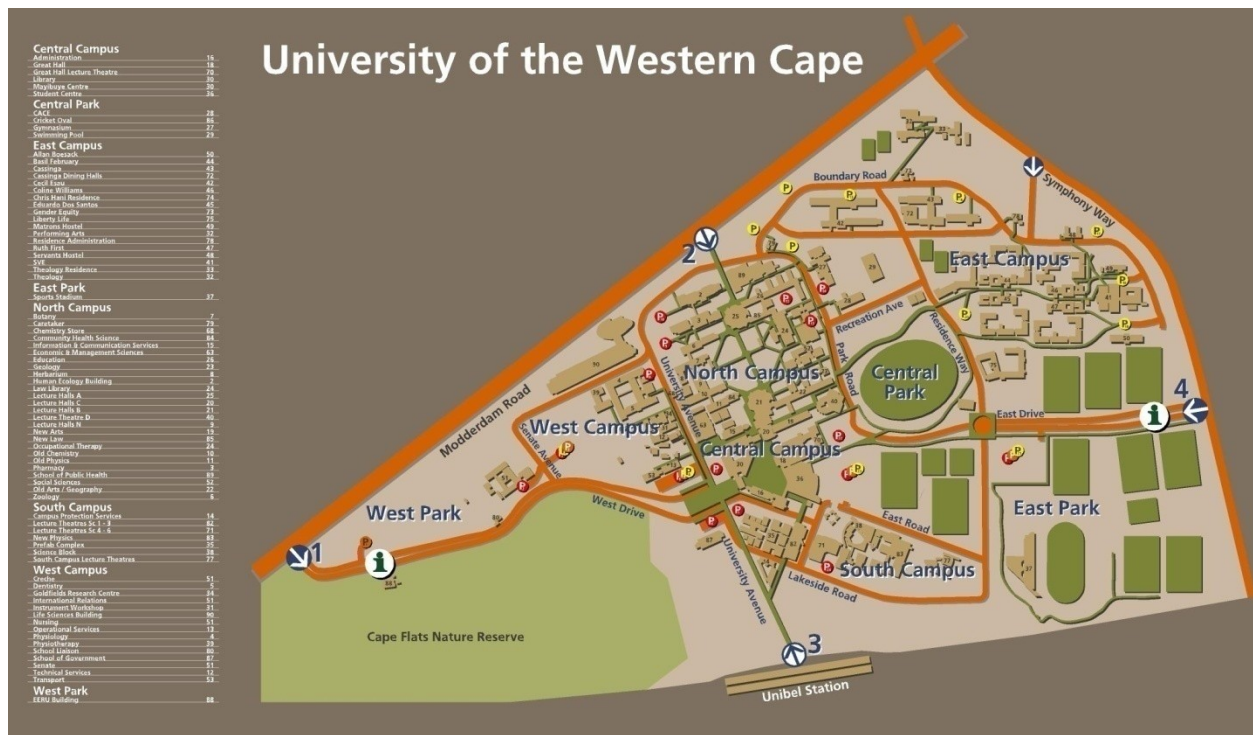 University of the Western Cape
Central Campus
Administration 16
Great Hall 18
Great Hall Lecture Theatre 70
Library 30
Mayibuye Centre 30
Student Centre 36
Central Park
CACE 28
Cricket Oval 86
Gymnasium 27
Swimming Pool 29
East Campus
Allan Boesack 50
Basil February 44
Cassinga 43
Cassinga Dining Halls 72
Cecil Esau 42
Coline Williams 46
Chris Hani Residence 74
Eduardo Dos Santos 45
Gender Equity 73
Liberty Life 75
Matrons Hostel 49
Performing Arts 32
Residence Administration 78
Ruth First 47
Servants Hostel 48
SVE 41
Theology Residence 33
Theology 32
East Park
Sports Stadium 37
North Campus
Botany 7
Caretaker 79
Chemistry Store 68
Community Health Science 84
Information & Communication Services 15
Economic & Management Sciences 63
Education 26
Geology 23
Herbarium 8
Human Ecology Building 2
Law Library 24
Lecture Halls A 25
Lecture Halls C 20
Lecture Halls B 21
Lecture Theatre D 40
Lecture Halls N 9
New Arts 19
New Law 85
Occupational Therapy 24
Old Chemistry 10
Old Physics 11
Pharmacy 3
School of Public Health 89
Social Sciences 52
Old Arts / Geography 22
Zoology 6
South Campus
Campus Protection Services 14
Lecture Theatres Sc 1 - 3 82
Lecture Theatres Sc 4 - 6 71
New Physics 83
Prefab Complex 35
Science Block 38
South Campus Lecture Theatres 77
West Campus
Creche 51
Dentistry 5
Goldfields Research Centre 34
International Relations 51
Instrument Workshop 31
Life Sciences Building 90
Nursing 51
Operational Services 13
Physiology 4
Physiotherapy 39
School Liaison 80
School of Government 87
Senate 51
Technical Services 12
Transport 53
West Park
EERU Building 88
Boundary Road
Symphony Way
2
East Campus
Recreation Ave
Residence Way
Park Road
University Avenue
North Campus
Central Park
Modderdam Road
4
East Drive
West Campus
Senate Avenue
Central Campus
West Park
West Drive
East Road
East Park
1
University Avenue
South Campus
Lakeside Road
Cape Flats Nature Reserve
3
Unibel Station